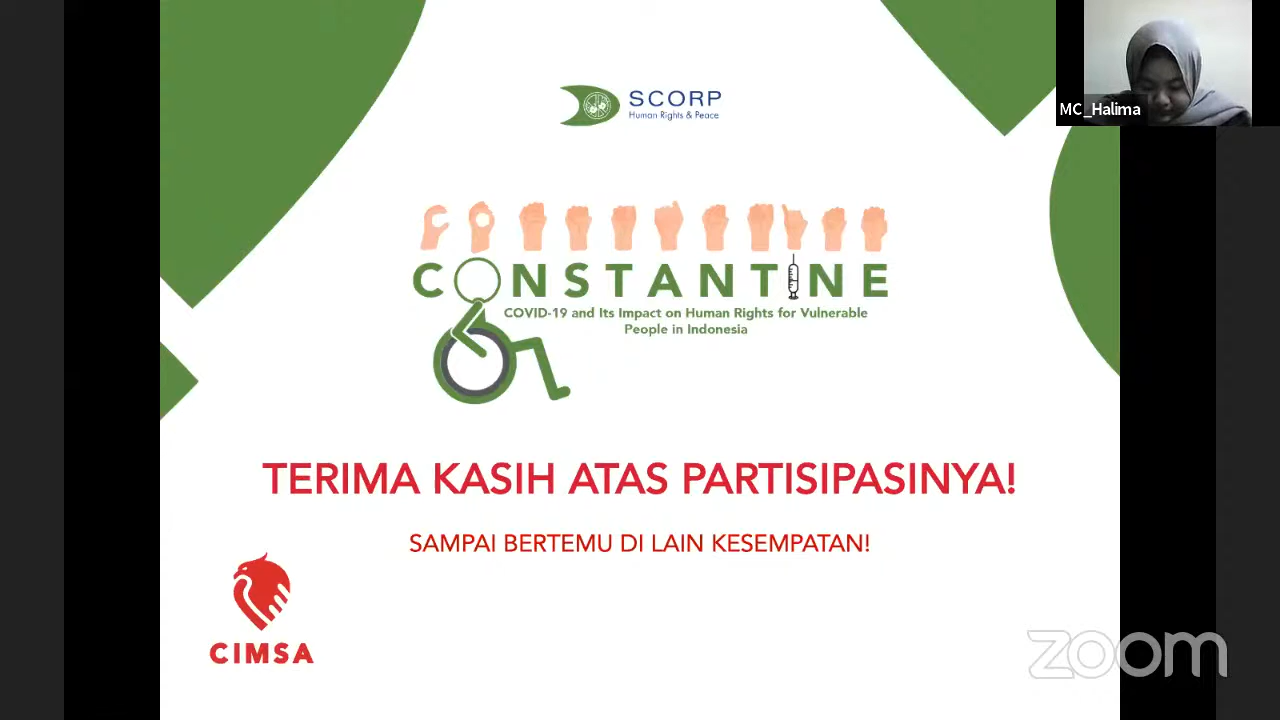 SCORP
Human Rights & Peace
MC_Halima
CONSTANTINE
COVID-19 and Its Impact on Human Rights for Vulnerable
People in Indonesia
TERIMA KASIH ATAS PARTISIPASINYA!
SAMPAI BERTEMU DI LAIN KESEMPATAN!
CIMSA
zoom